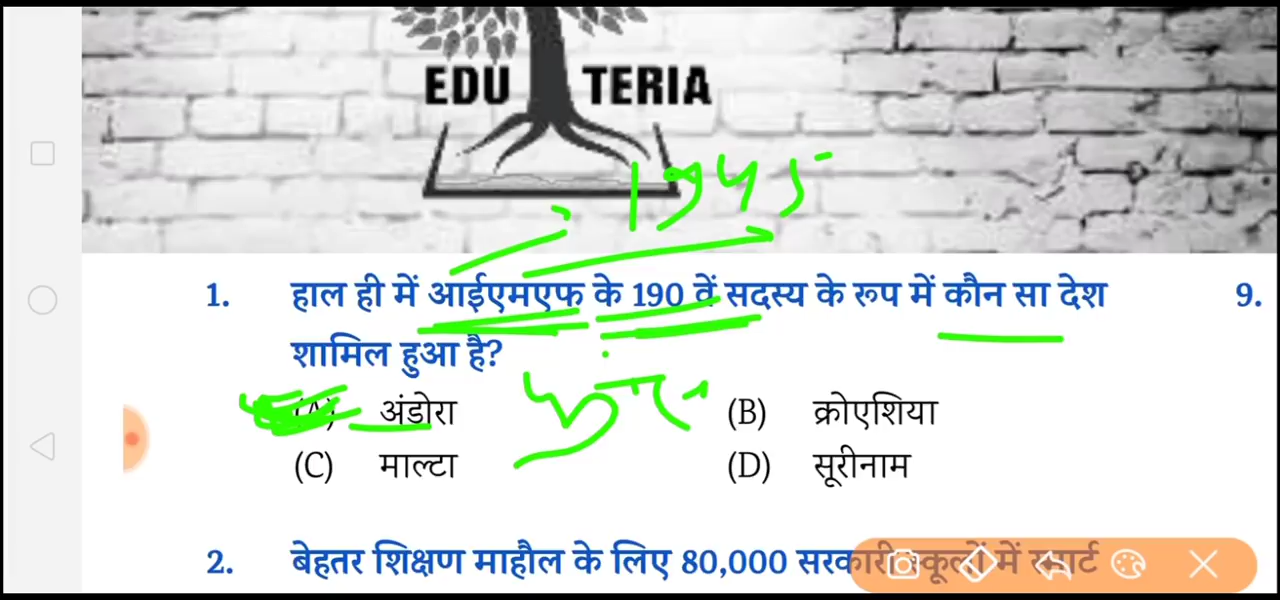 EDU TERIA
1945
1. हाल ही में आईएमएफ के 190 वें सदस्य के रूप में कौन सा देश 9.
शामिल हुआ है?
(A) अंडोरा (B) क्रोएशिया
(C) माल्टा (D) सूरीनाम
2. बेहतर शिक्षण माहौल के लिए 80,000 सरकारी स्कूलों में स्मार्ट